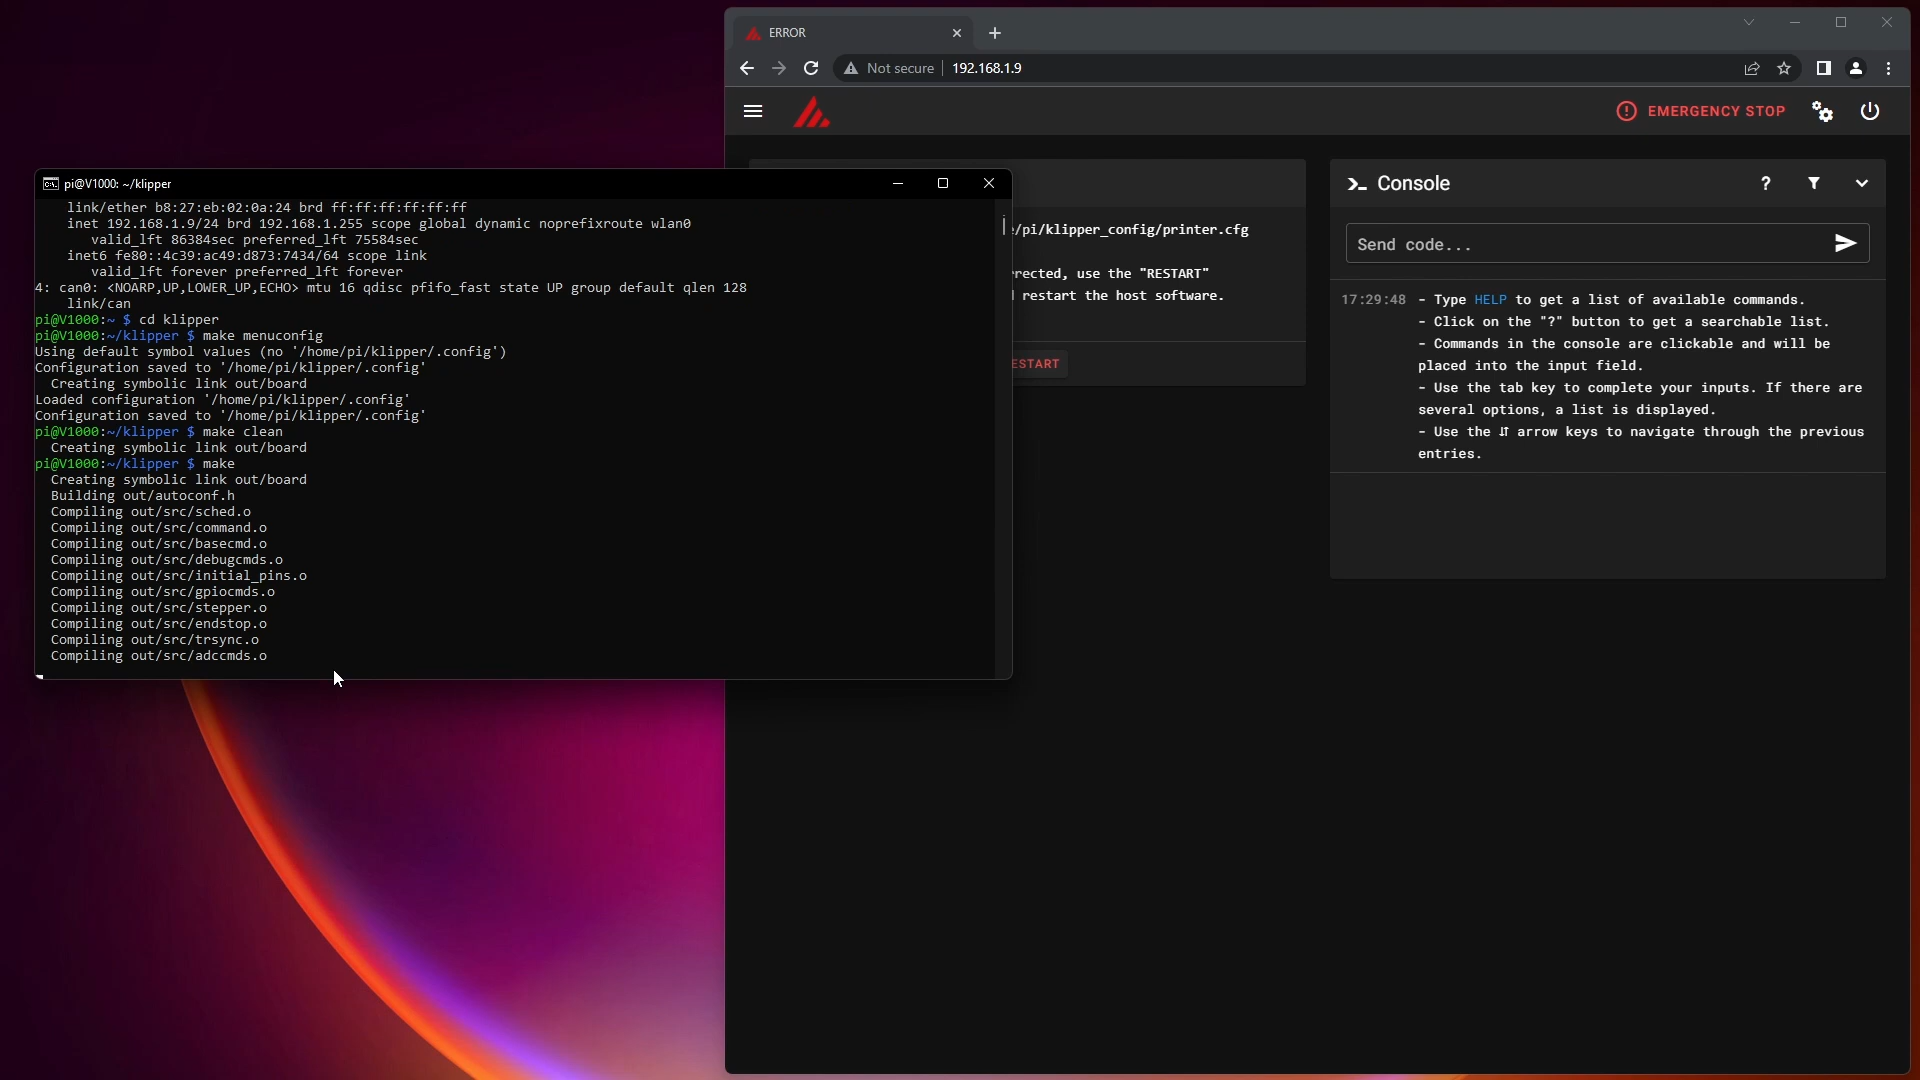 ERROR
Not secure
192.168.1.9
EMERGENCY STOP
pi@V1000: ~/klipper
link/ether b8:27:eb:02:0a:24 brd ff:ff:ff:ff:ff:ff
inet 192.168.1.9/24 brd 192.168.1.255 scope global dynamic noprefixroute wlan0
valid_lft 86384sec preferred_lft 75584sec
inet6 fe80::4c39:ac49:d873:7434/64 scope link
valid_lft forever preferred_lft forever
4: can0: <NOARP,UP,LOWER_UP,ECHO> mtu 16 qdisc pfifo_fast state UP group default qlen 128
link/can
pi@V1000:~ $ cd klipper
pi@V1000:~/klipper $ make menuconfig
Using default symbol values (no '/home/pi/klipper/.config')
Configuration saved to '/home/pi/klipper/.config'
Creating symbolic link out/board
Loaded configuration '/home/pi/klipper/.config'
Configuration saved to '/home/pi/klipper/.config'
pi@V1000:~/klipper $ make clean
Creating symbolic link out/board
pi@V1000:~/klipper $ make
Creating symbolic link out/board
Building out/autoconf.h
Compiling out/src/sched.o
Compiling out/src/command.o
Compiling out/src/basecmd.o
Compiling out/src/debugcmds.o
Compiling out/src/initial_pins.o
Compiling out/src/gpiocmds.o
Compiling out/src/stepper.o
Compiling out/src/endstop.o
Compiling out/src/trsync.o
Compiling out/src/adccmds.o
/pi/klipper_config/printer.cfg
rected, use the "RESTART"
restart the host software.
ESTART
Console
?
Send code...
17:29:48 - Type HELP to get a list of available commands.
- Click on the "?" button to get a searchable list.
- Commands in the console are clickable and will be
placed into the input field.
- Use the tab key to complete your inputs. If there are
several options, a list is displayed.
- Use the ⇵ arrow keys to navigate through the previous
entries.